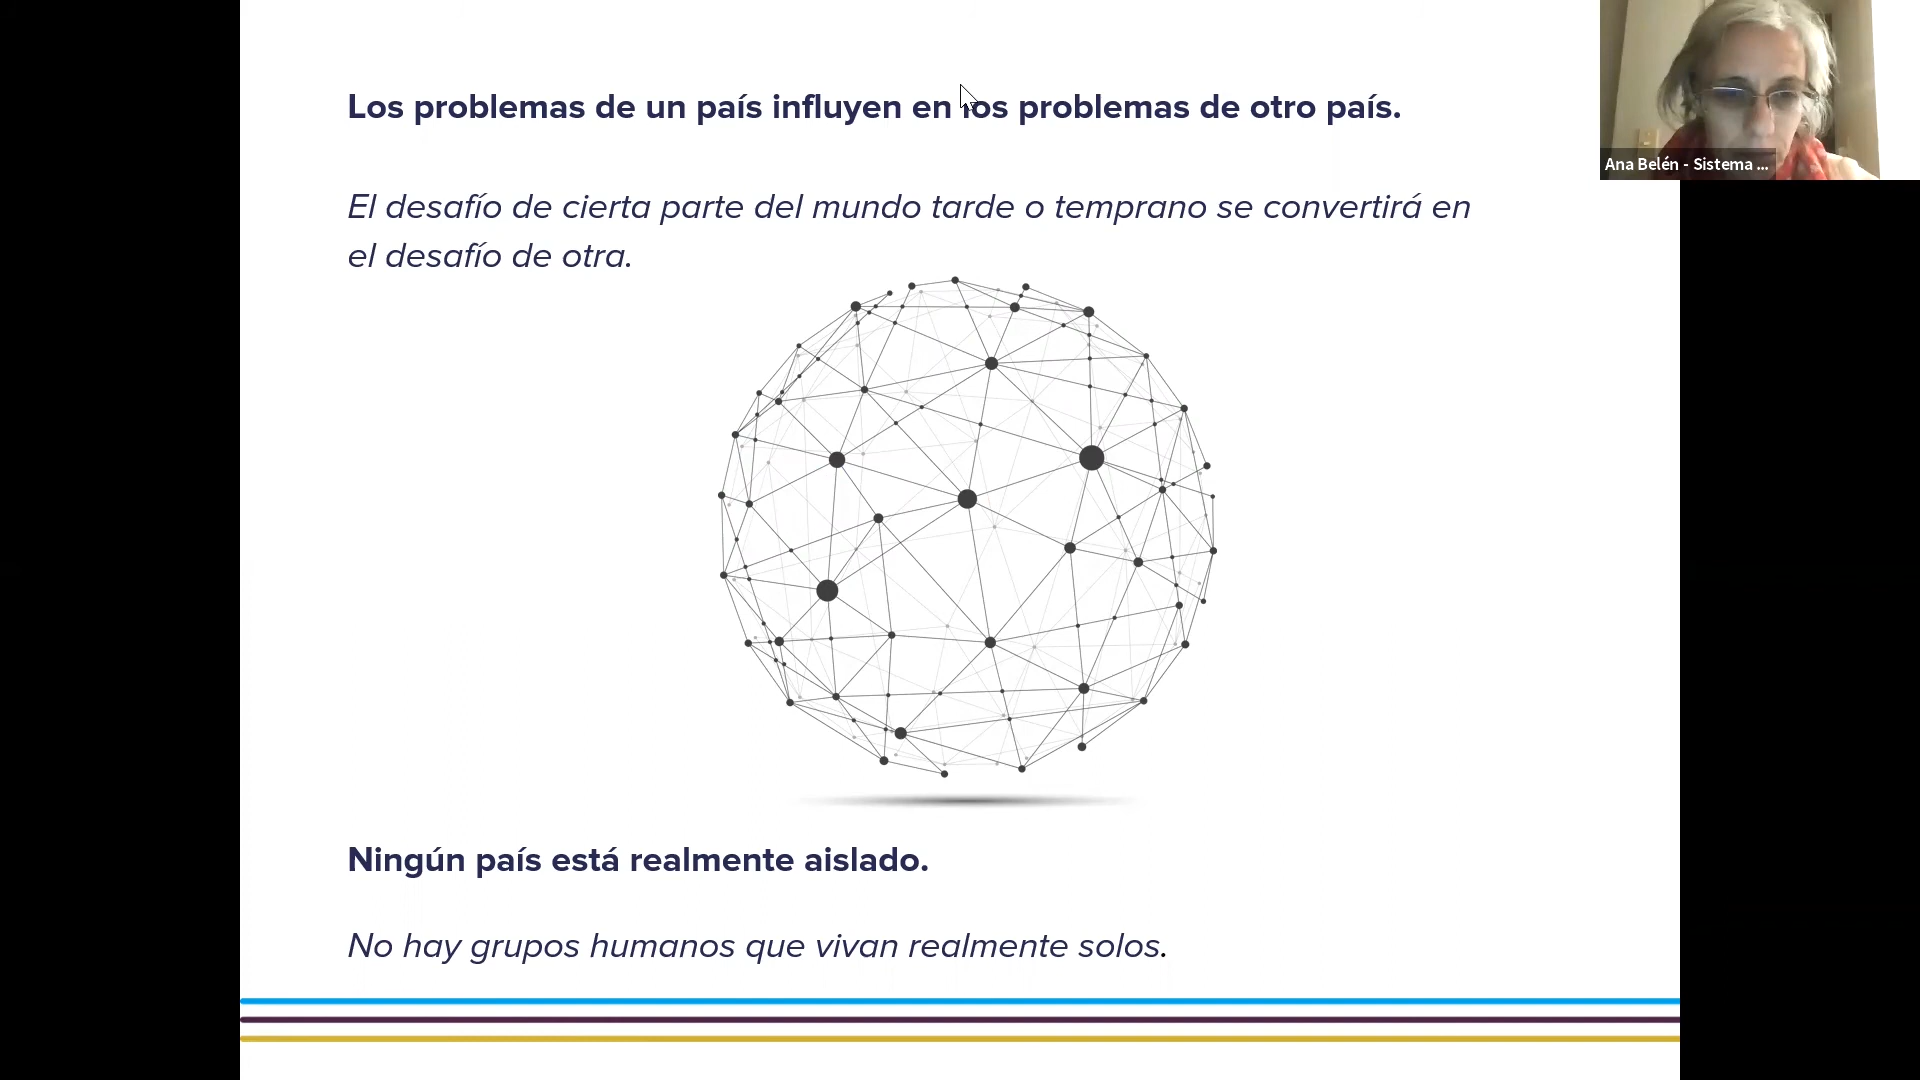 Los problemas de un país influyen en los problemas de otro país.
El desafío de cierta parte del mundo tarde o temprano se convertirá en
el desafío de otra.
Ana Belén - Sistema ...
Ningún país está realmente aislado.
No hay grupos humanos que vivan realmente solos.